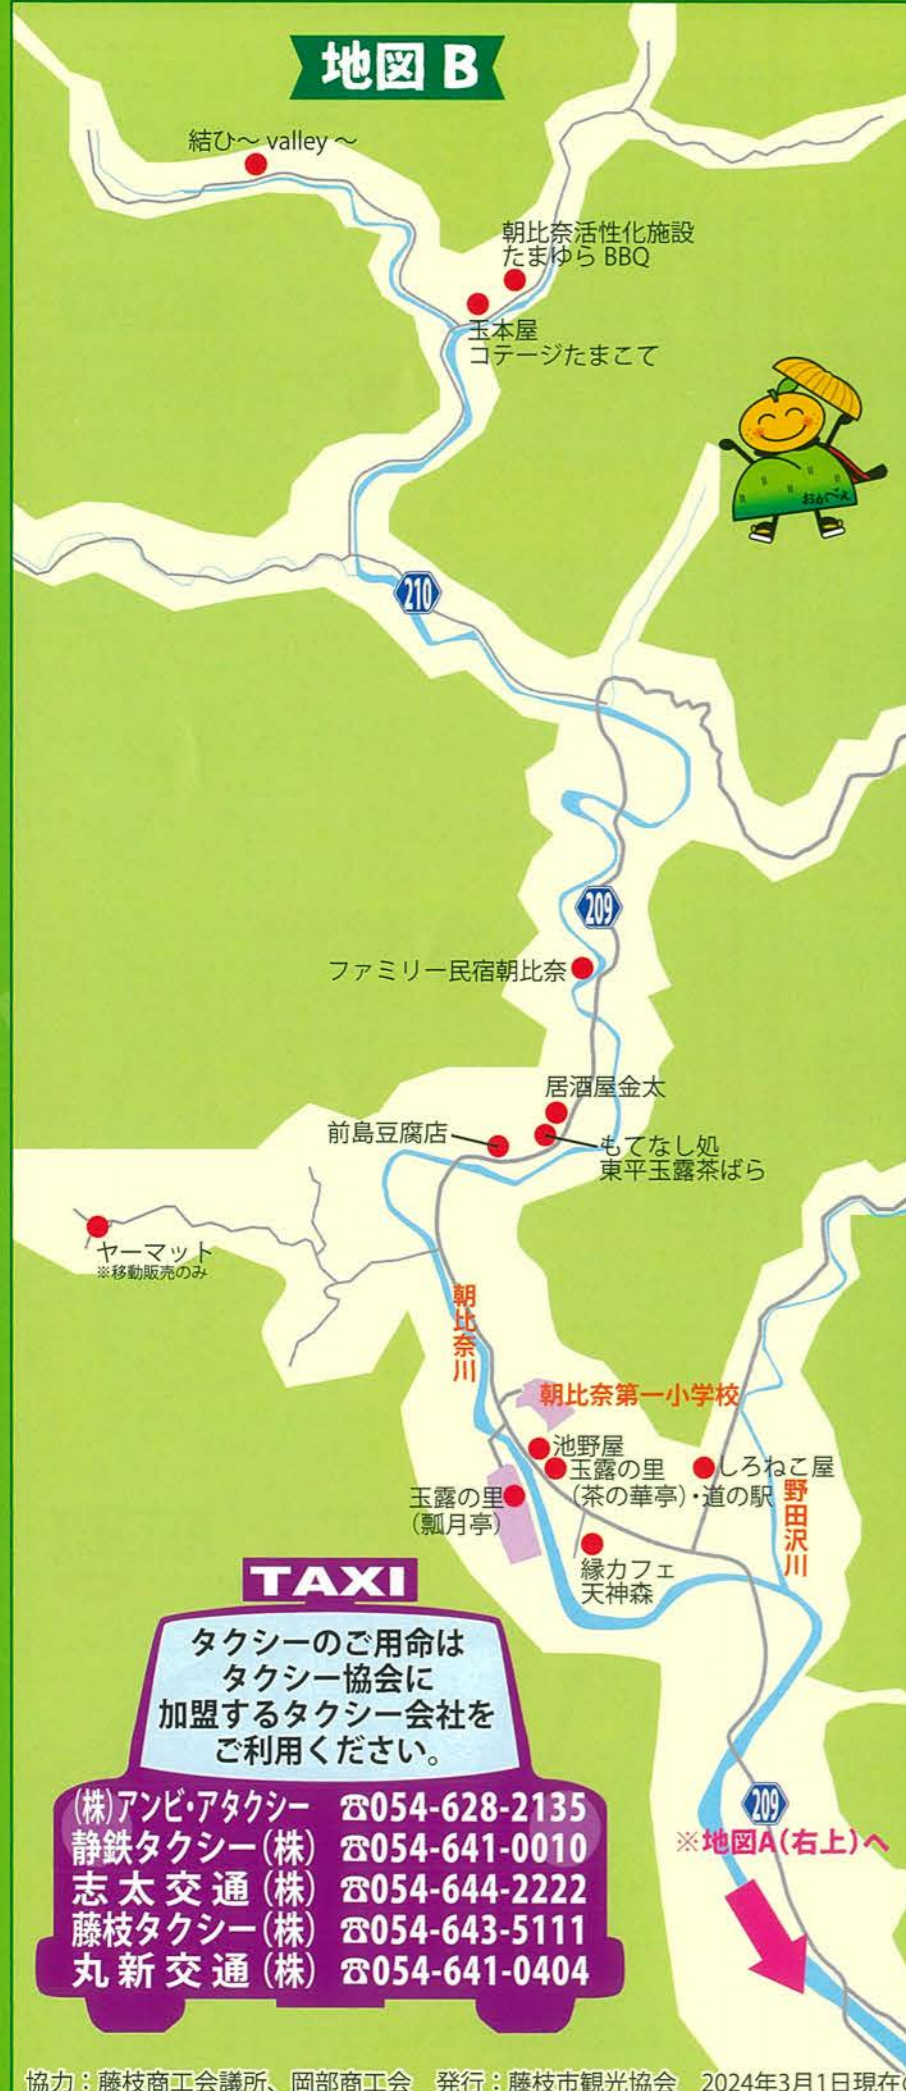 地図 B
結ひ～ valley ～
朝比奈活性化施設
たまゆら BBQ
玉本屋
コテージたまこて
おかべぇ
210
209
ファミリー民宿朝比奈
居酒屋金太
前島豆腐店
もてなし処
東平玉露茶ばら
ヤーマット
※移動販売のみ
朝比奈川
朝比奈第一小学校
池野屋
玉露の里
(茶の華亭)・道の駅
しろねこ屋
野田沢川
玉露の里
(瓢月亭)
縁カフェ
天神森
TAXI
タクシーのご用命は
タクシー協会に
加盟するタクシー会社を
ご利用ください。
(株)アンビ・アタクシー ☎054-628-2135
静鉄タクシー(株) ☎054-641-0010
志太交通(株) ☎054-644-2222
藤枝タクシー(株) ☎054-643-5111
丸新交通(株) ☎054-641-0404
209
※地図A(右上)へ
協力：藤枝商工会議所、岡部商工会 発行：藤枝市観光協会 2024年3月1日現在